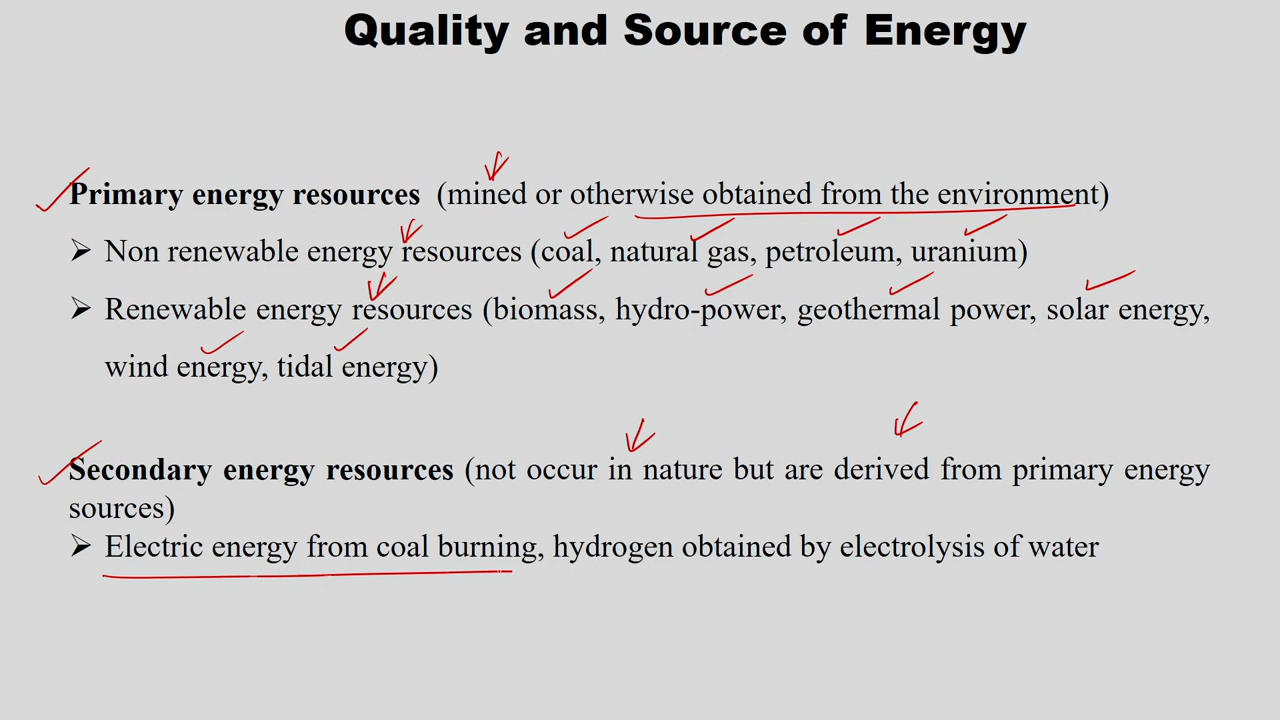 Quality and Source of Energy
Primary energy resources (mined or otherwise obtained from the environment)
➢ Non renewable energy resources (coal, natural gas, petroleum, uranium)
➢ Renewable energy resources (biomass, hydro-power, geothermal power, solar energy,
wind energy, tidal energy)
Secondary energy resources (not occur in nature but are derived from primary energy
sources)
➢ Electric energy from coal burning, hydrogen obtained by electrolysis of water